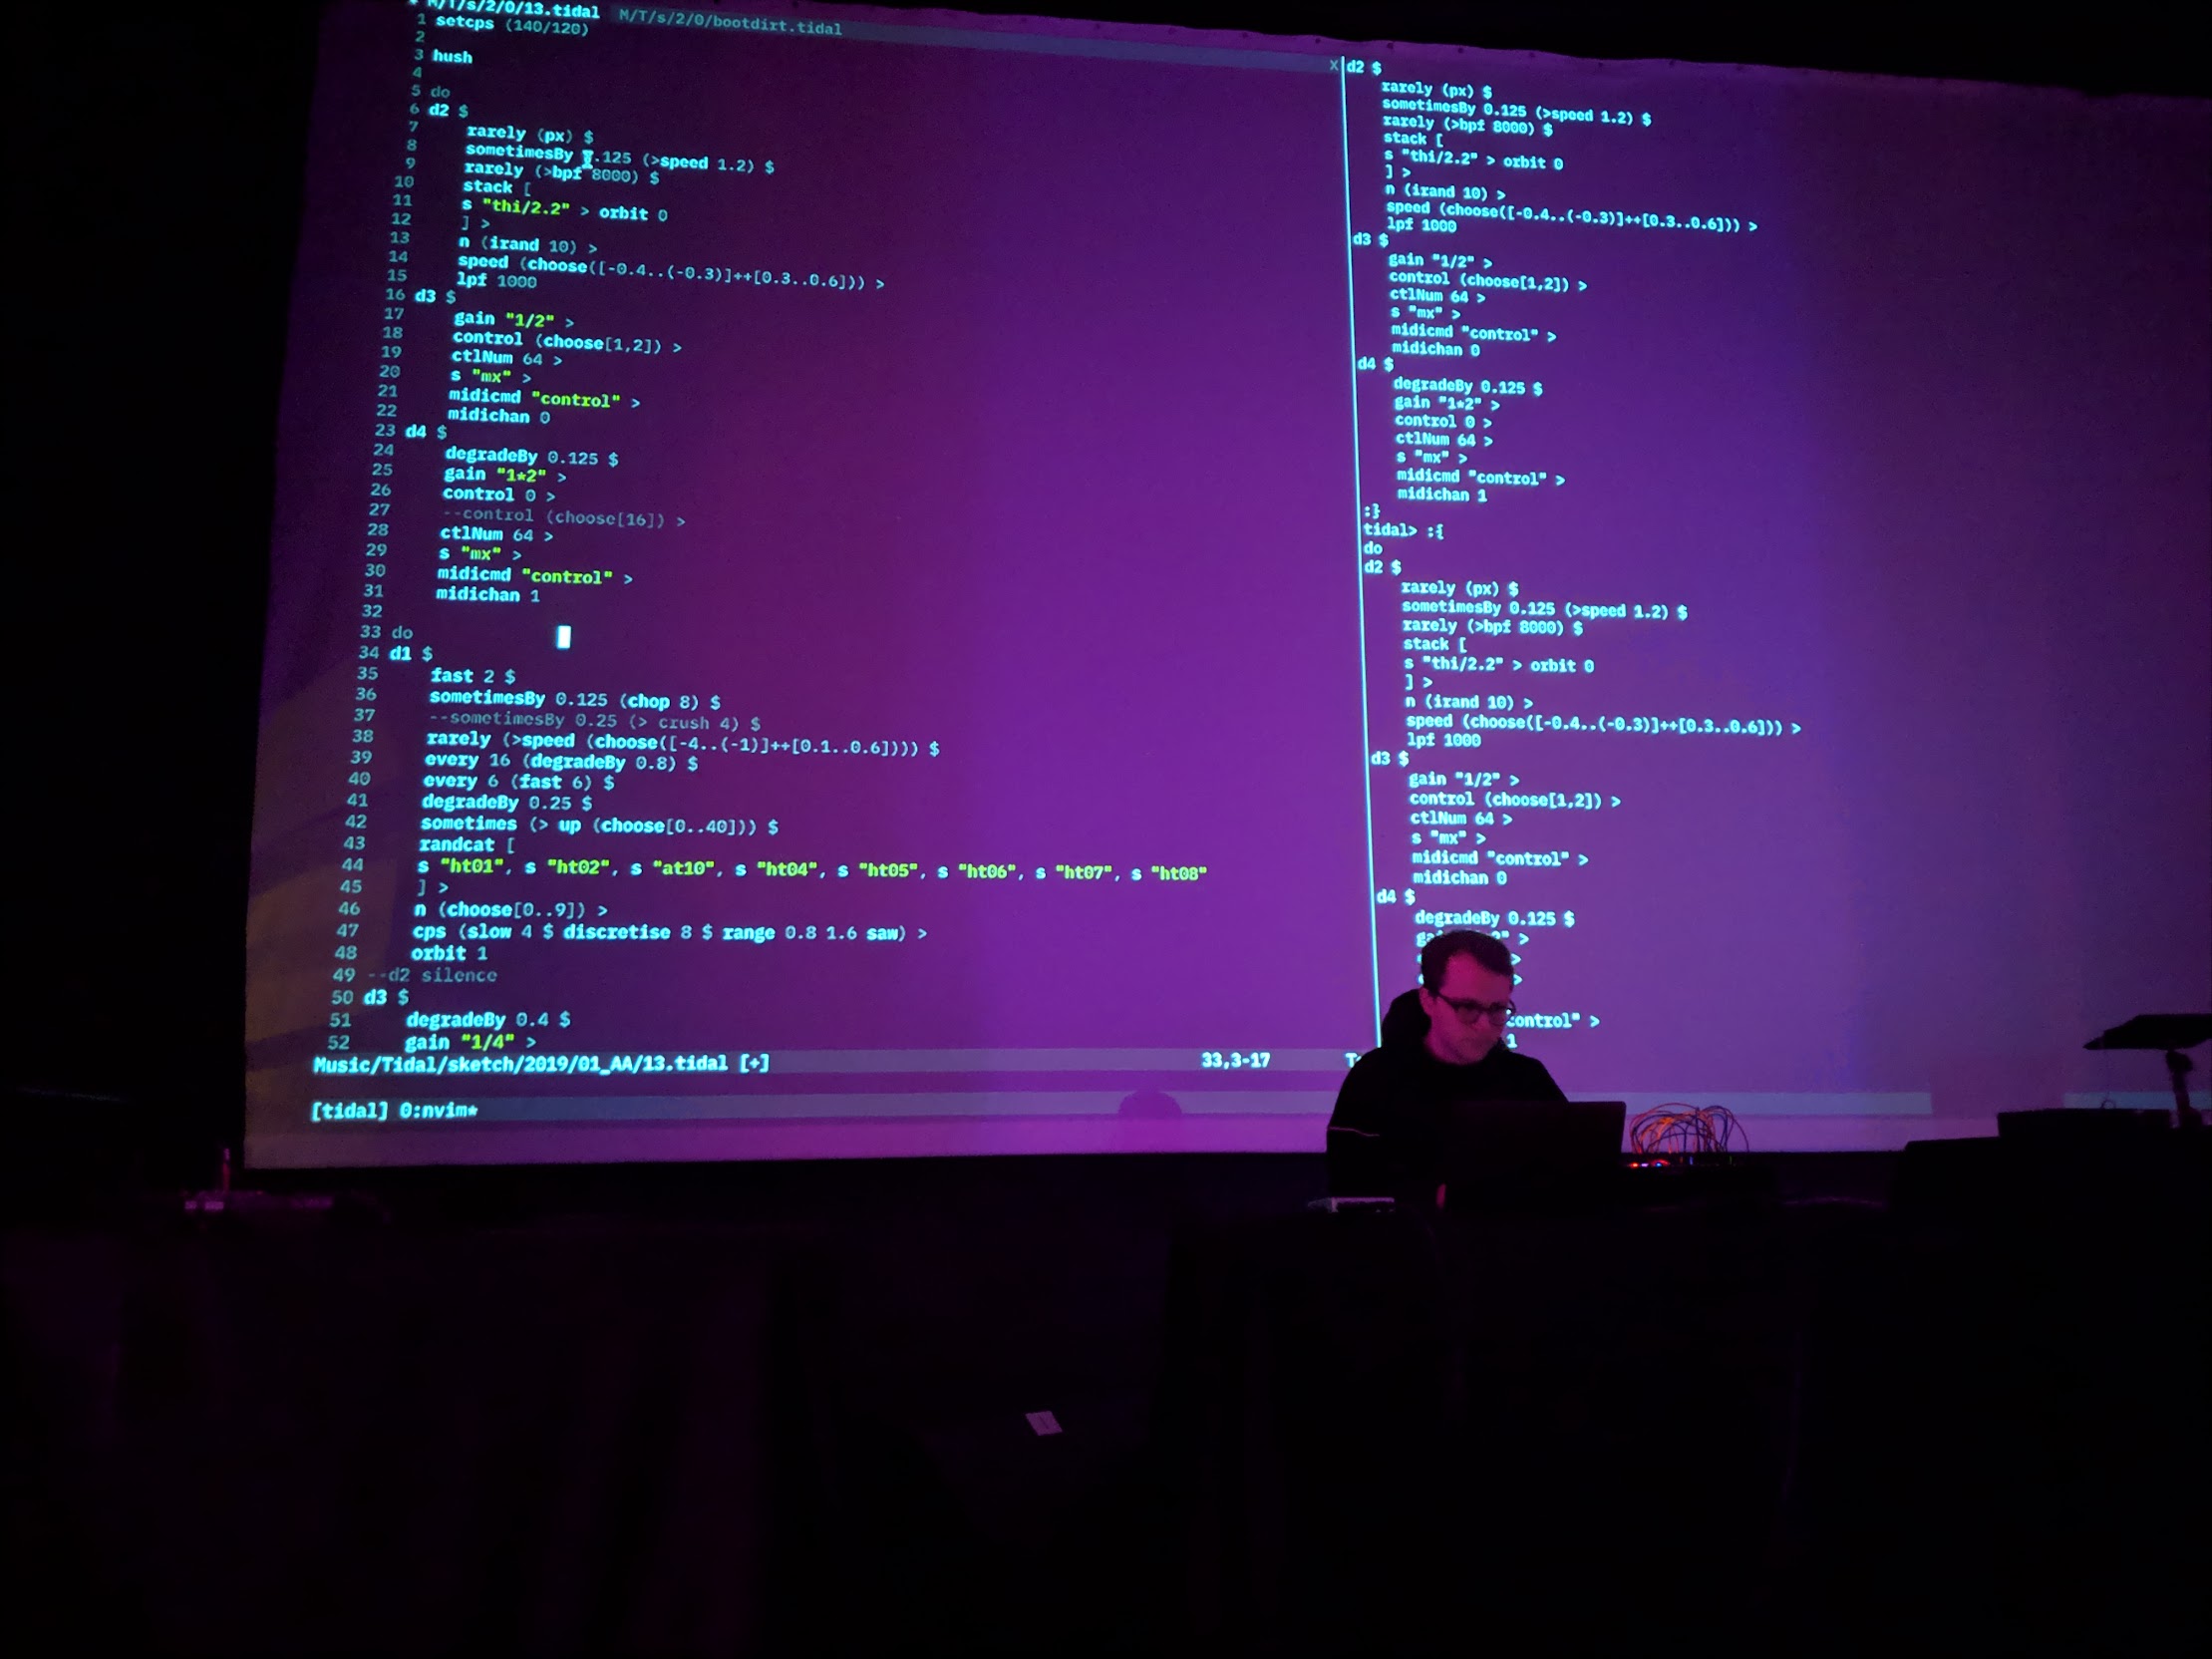 M/T/s/2/0/13.tidal M/T/s/2/0/bootdirt.tidal
1 setcps (140/120)
2
3 hush
4
5 do
6 d2 $
7 rarely (px) $
8 sometimesBy 0.125 (>speed 1.2) $
9 rarely (>bpf 8000) $
10 stack [
11 s "thi/2.2" > orbit 0
12 ] >
13 n (irand 10) >
14 speed (choose([-0.4..(-0.3)]++[0.3..0.6])) >
15 lpf 1000
16 d3 $
17 gain "1/2" >
18 control (choose[1,2]) >
19 ctlNum 64 >
20 s "mx" >
21 midicmd "control" >
22 midichan 0
23 d4 $
24 degradeBy 0.125 $
25 gain "1*2" >
26 control 0 >
27 --control (choose[16]) >
28 ctlNum 64 >
29 s "mx" >
30 midicmd "control" >
31 midichan 1
32
33 do
34 d1 $
35 fast 2 $
36 sometimesBy 0.125 (chop 8) $
37 --sometimesBy 0.25 (> crush 4) $
38 rarely (>speed (choose([-4..(-1)]++[0.1..0.6]))) $
39 every 16 (degradeBy 0.8) $
40 every 6 (fast 6) $
41 degradeBy 0.25 $
42 sometimes (> up (choose[0..40])) $
43 randcat [
44 s "ht01", s "ht02", s "at10", s "ht04", s "ht05", s "ht06", s "ht07", s "ht08"
45 ] >
46 n (choose[0..9]) >
47 cps (slow 4 $ discretise 8 $ range 0.8 1.6 saw) >
48 orbit 1
49 --d2 silence
50 d3 $
51 degradeBy 0.4 $
52 gain "1/4" >
Music/Tidal/sketch/2019/01_AA/13.tidal [+] 33,3-17
[tidal] 0:nvim*
X
d2 $
rarely (px) $
sometimesBy 0.125 (>speed 1.2) $
rarely (>bpf 8000) $
stack [
s "thi/2.2" > orbit 0
] >
n (irand 10) >
speed (choose([-0.4..(-0.3)]++[0.3..0.6])) >
lpf 1000
d3 $
gain "1/2" >
control (choose[1,2]) >
ctlNum 64 >
s "mx" >
midicmd "control" >
midichan 0
d4 $
degradeBy 0.125 $
gain "1*2" >
control 0 >
ctlNum 64 >
s "mx" >
midicmd "control" >
midichan 1
:}
tidal> :{
do
d2 $
rarely (px) $
sometimesBy 0.125 (>speed 1.2) $
rarely (>bpf 8000) $
stack [
s "thi/2.2" > orbit 0
] >
n (irand 10) >
speed (choose([-0.4..(-0.3)]++[0.3..0.6])) >
lpf 1000
d3 $
gain "1/2" >
control (choose[1,2]) >
ctlNum 64 >
s "mx" >
midicmd "control" >
midichan 0
d4 $
degradeBy 0.125 $
>
>
>
control" >
1